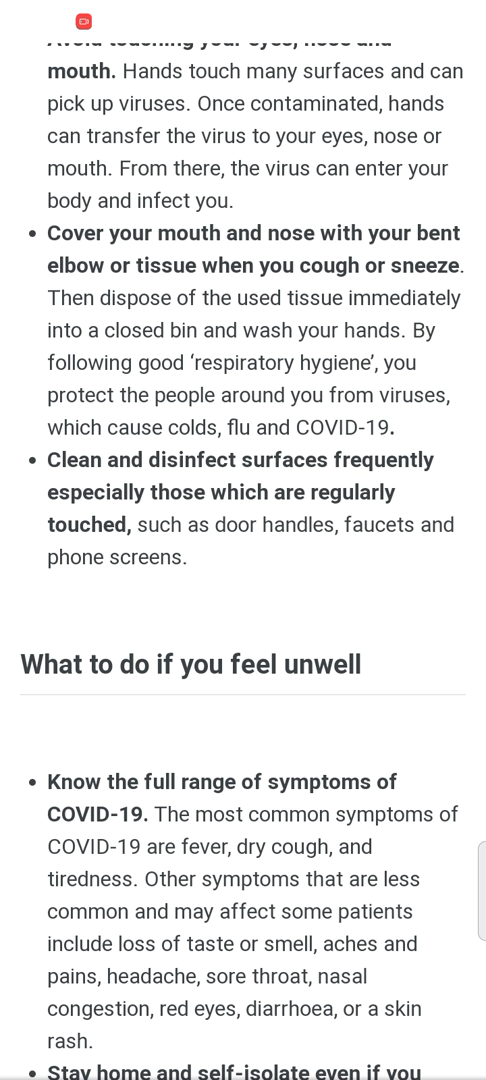 Avoid touching your eyes, nose and
mouth. Hands touch many surfaces and can
pick up viruses. Once contaminated, hands
can transfer the virus to your eyes, nose or
mouth. From there, the virus can enter your
body and infect you.
• Cover your mouth and nose with your bent
elbow or tissue when you cough or sneeze.
Then dispose of the used tissue immediately
into a closed bin and wash your hands. By
following good ‘respiratory hygiene’, you
protect the people around you from viruses,
which cause colds, flu and COVID-19.
• Clean and disinfect surfaces frequently
especially those which are regularly
touched, such as door handles, faucets and
phone screens.
What to do if you feel unwell
• Know the full range of symptoms of
COVID-19. The most common symptoms of
COVID-19 are fever, dry cough, and
tiredness. Other symptoms that are less
common and may affect some patients
include loss of taste or smell, aches and
pains, headache, sore throat, nasal
congestion, red eyes, diarrhoea, or a skin
rash.
• Stay home and self-isolate even if you